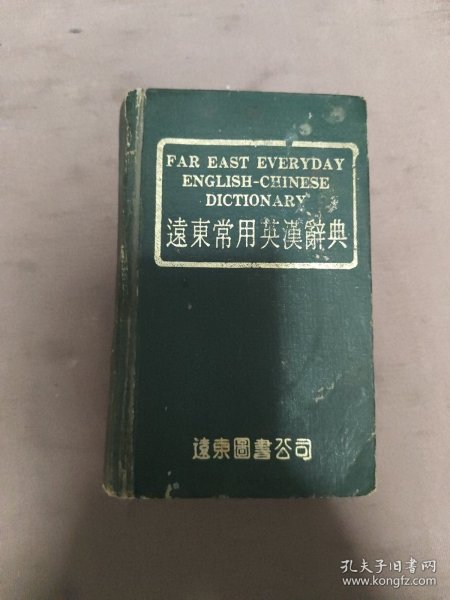 FAR EAST EVERYDAY
ENGLISH-CHINESE
DICTIONARY
遠東常用英漢辭典
遠東圖書公司
孔夫子旧书网
www.kongfz.com